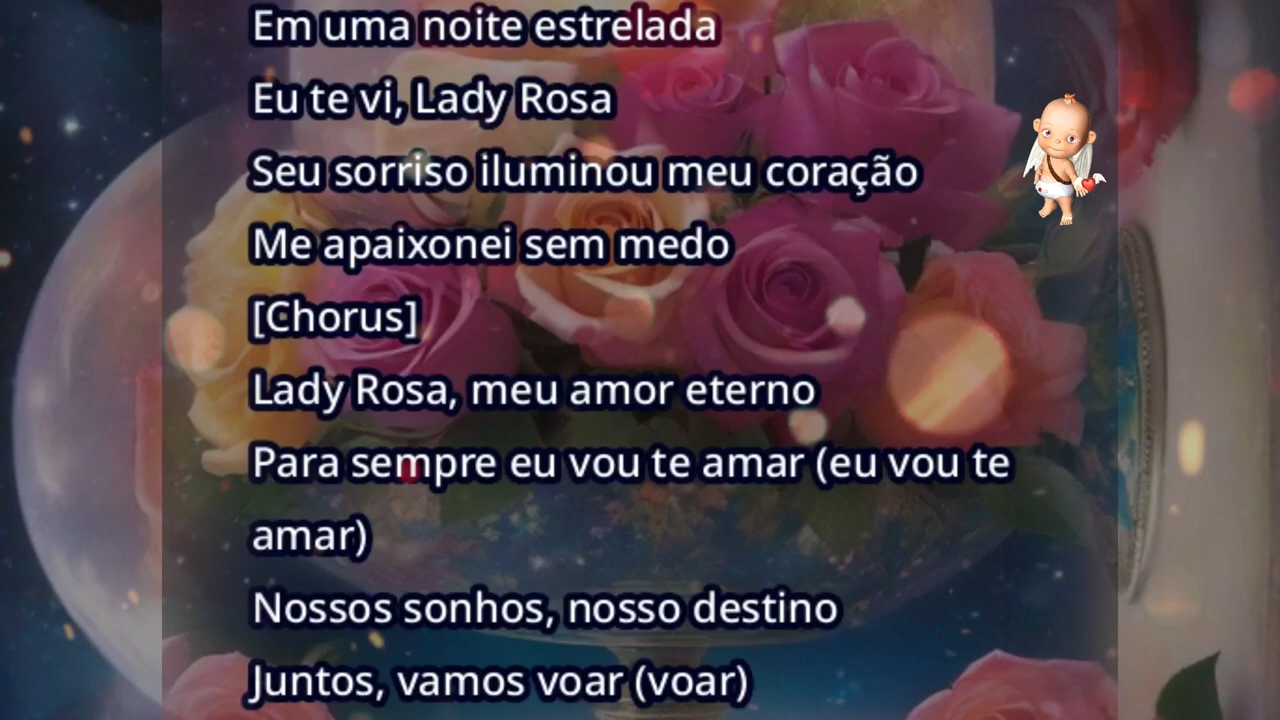 Em uma noite estrelada
Eu te vi, Lady Rosa
Seu sorriso iluminou meu coração
Me apaixonei sem medo
[Chorus]
Lady Rosa, meu amor eterno
Para sempre eu vou te amar (eu vou te
amar)
Nossos sonhos, nosso destino
Juntos, vamos voar (voar)